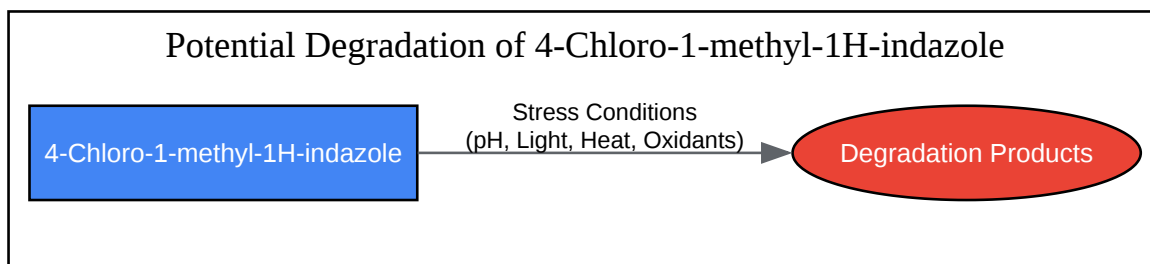 Potential Degradation of 4-Chloro-1-methyl-1H-indazole
Stress Conditions
(pH, Light, Heat, Oxidants)
4-Chloro-1-methyl-1H-indazole
Degradation Products